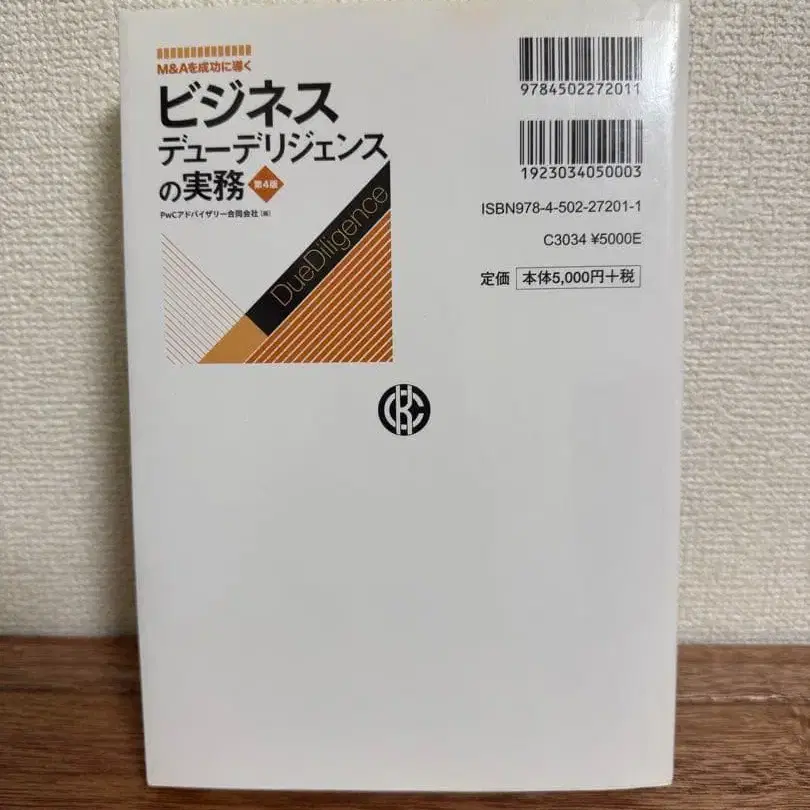 M&Aを成功に導く
ビジネス
デューデリジェンス
の実務 第4版
PwCアドバイザリー合同会社［編］
DueDiligence
9784502272011
1923034050003
ISBN978-4-502-27201-1
C3034 ¥5000E
定価 本体5,000円+税